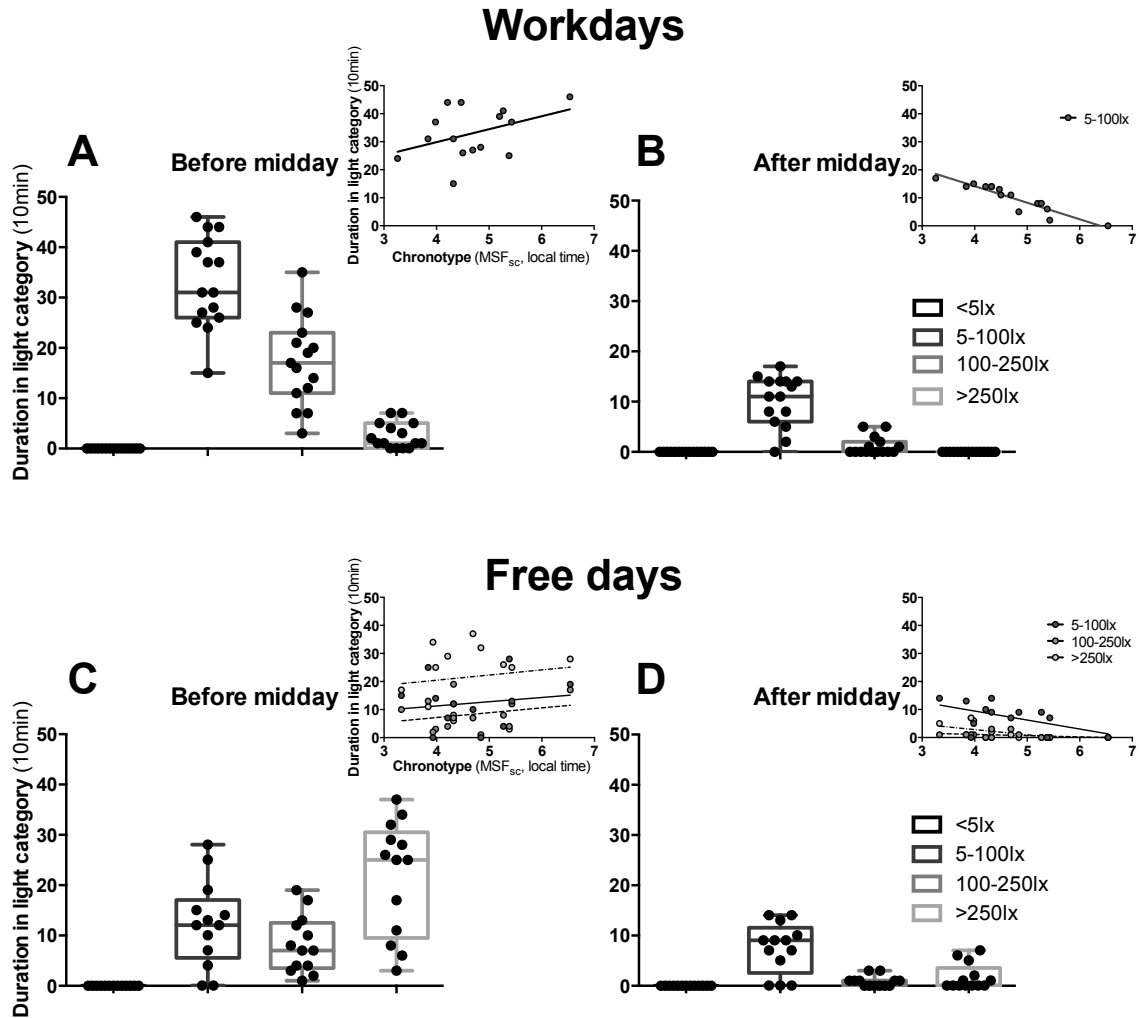 Workdays
A
Before midday
Duration in light category (10min)
50
40
30
20
10
0
Duration in light category (10min)
50
40
30
20
10
0
3 4 5 6 7
Chronotype (MSFsc, local time)
B
After midday
50
40
30
20
10
0
50
40
30
20
10
0
3 4 5 6 7
5-100lx
<5lx
5-100lx
100-250lx
>250lx
Free days
C
Before midday
Duration in light category (10min)
50
40
30
20
10
0
Duration in light category (10min)
50
40
30
20
10
0
3 4 5 6 7
Chronotype (MSFsc, local time)
D
After midday
50
40
30
20
10
0
50
40
30
20
10
0
3 4 5 6 7
5-100lx
100-250lx
>250lx
<5lx
5-100lx
100-250lx
>250lx